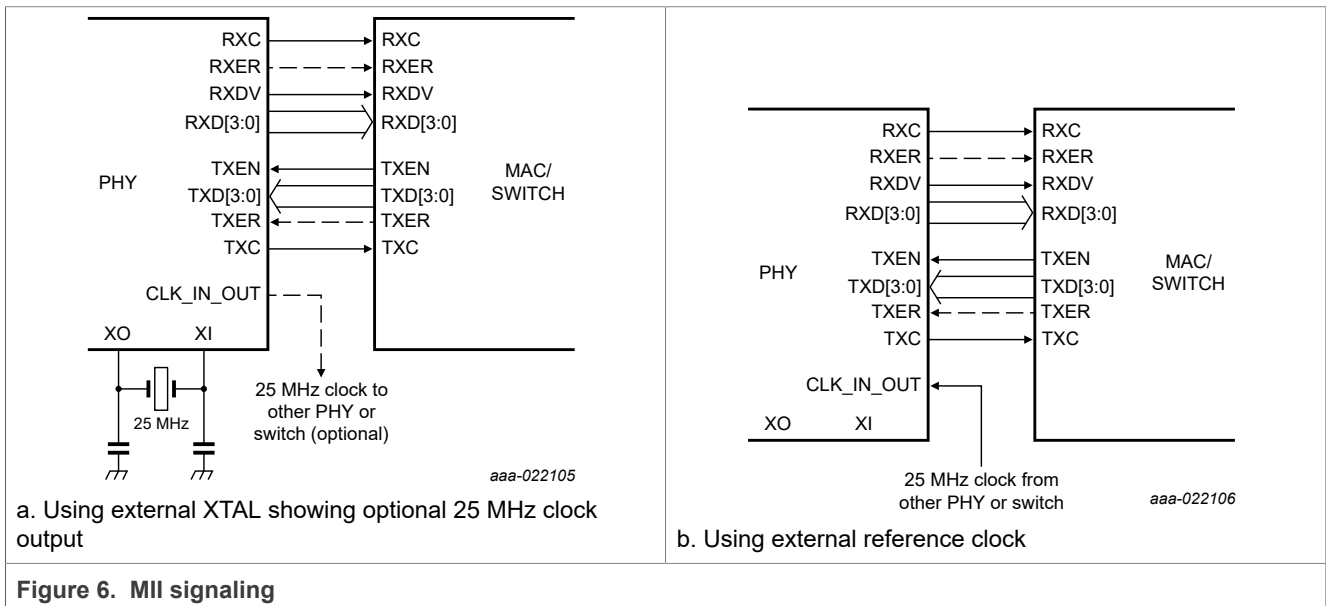 RXC RXC
RXER RXER
RXDV RXDV
RXD[3:0] RXD[3:0]
TXEN TXEN
PHY MAC/
SWITCH
TXD[3:0] TXD[3:0]
TXER TXER
TXC TXC
CLK_IN_OUT
XO XI
25 MHz
25 MHz clock to
other PHY or
switch (optional)
aaa-022105
a. Using external XTAL showing optional 25 MHz clock
output
RXC RXC
RXER RXER
RXDV RXDV
RXD[3:0] RXD[3:0]
TXEN TXEN
PHY MAC/
SWITCH
TXD[3:0] TXD[3:0]
TXER TXER
TXC TXC
CLK_IN_OUT
XO XI
25 MHz clock from
other PHY or switch
aaa-022106
b. Using external reference clock
Figure 6. MII signaling